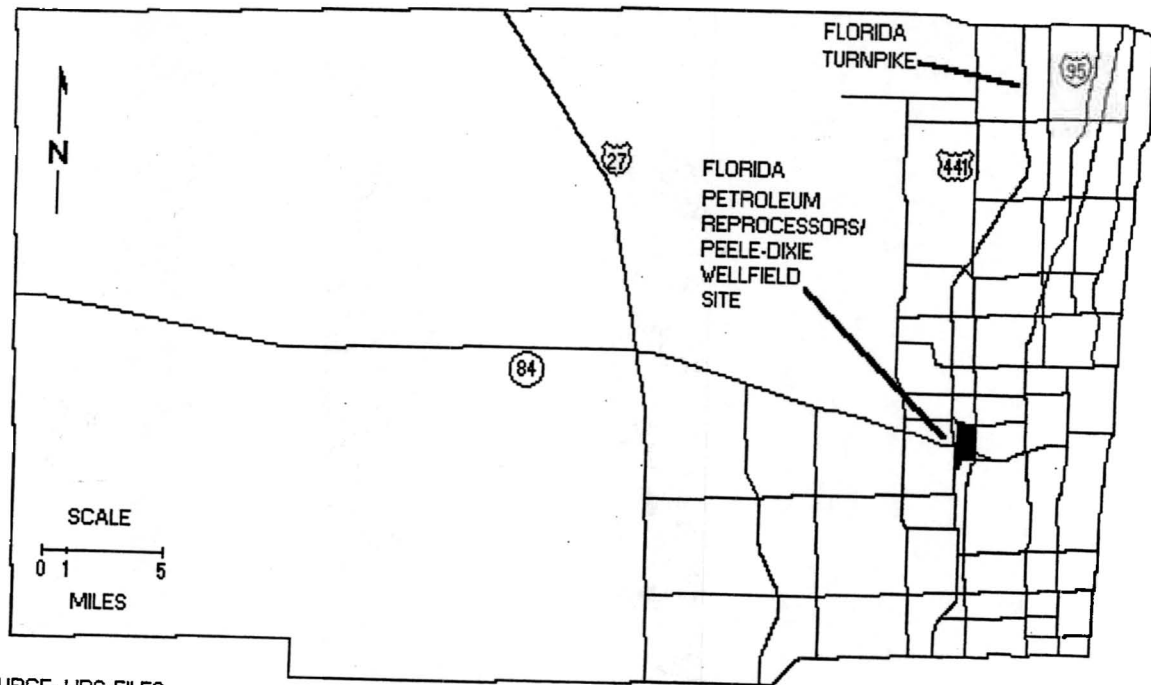 FLORIDA
TURNPIKE
95
N
27
441
FLORIDA
PETROLEUM
REPROCESSORS/
PEELE-DIXIE
WELLFIELD
SITE
84
SCALE
0 1 5
MILES